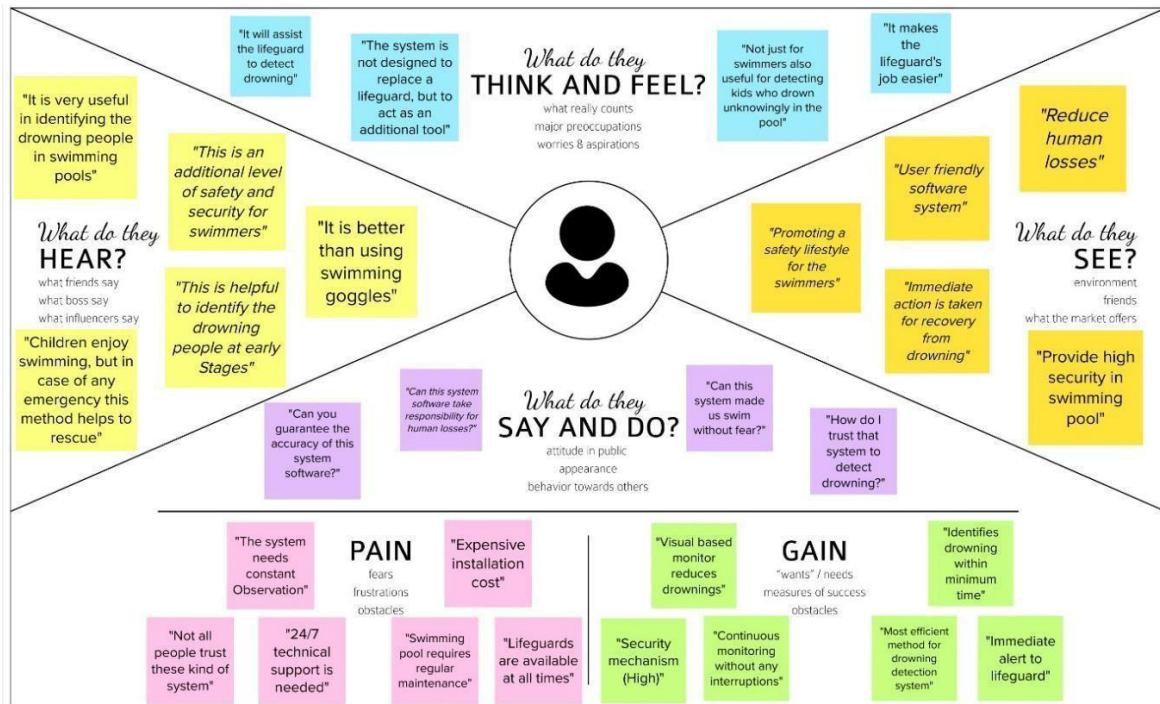 "It will assist
the lifeguard
to detect
drowning"
"The system is
not designed to
replace a
lifeguard, but to
act as an
additional tool"
What do they
THINK AND FEEL?
what really counts
major preoccupations
worries & aspirations
"Not just for
swimmers also
useful for detecting
kids who drown
unknowingly in the
pool"
"It makes
the
lifeguard's
job easier"
"It is very useful
in identifying the
drowning people
in swimming
pools"
"This is an
additional level of
safety and
security for
swimmers"
"It is better
than using
swimming
goggles"
What do they
HEAR?
what friends say
what boss say
what influencers say
"This is helpful
to identify the
drowning
people at early
Stages"
"Children enjoy
swimming, but in
case of any
emergency this
method helps to
rescue"
"Reduce
human
losses"
"User friendly
software
system"
"Promoting a
safety lifestyle
for the
swimmers"
"Immediate
action is taken
for recovery
from
drowning"
What do they
SEE?
environment
friends
what the market offers
"Provide high
security in
swimming
pool"
"Can you
guarantee the
accuracy of this
system
software?"
"Can this system
software take
responsibility for
human losses?"
What do they
SAY AND DO?
attitude in public
appearance
behavior towards others
"Can this
system made
us swim
without fear?"
"How do I
trust that
system to
detect
drowning?"
"The system
needs
constant
Observation"
PAIN
fears
frustrations
obstacles
"Expensive
installation
cost"
"Not all
people trust
these kind of
system"
"24/7
technical
support is
needed"
"Swimming
pool requires
regular
maintenance"
"Lifeguards
are available
at all times"
"Visual based
monitor
reduces
drownings"
GAIN
"wants" / needs
measures of success
obstacles
"Identifies
drowning
within
minimum
time"
"Security
mechanism
(High)"
"Continuous
monitoring
without any
interruptions"
"Most efficient
method for
drowning
detection
system"
"Immediate
alert to
lifeguard"